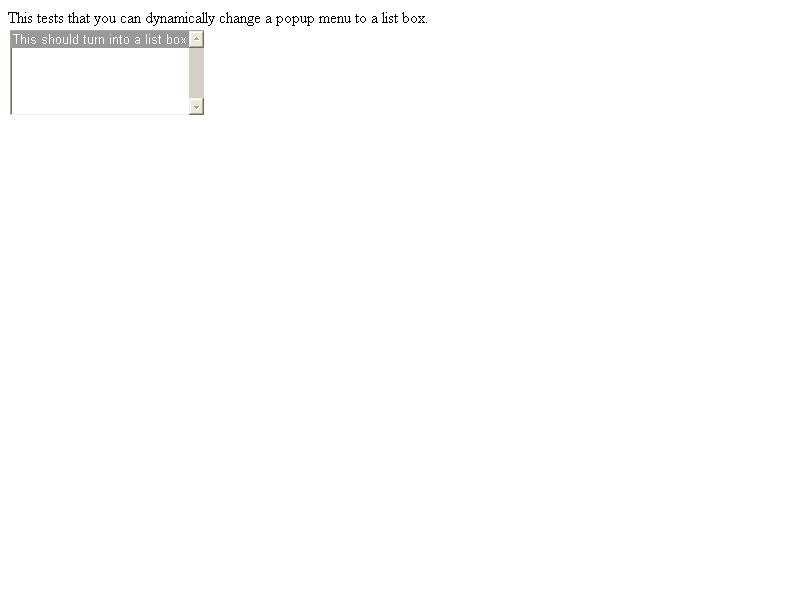 This tests that you can dynamically change a popup menu to a list box.
This should turn into a list box